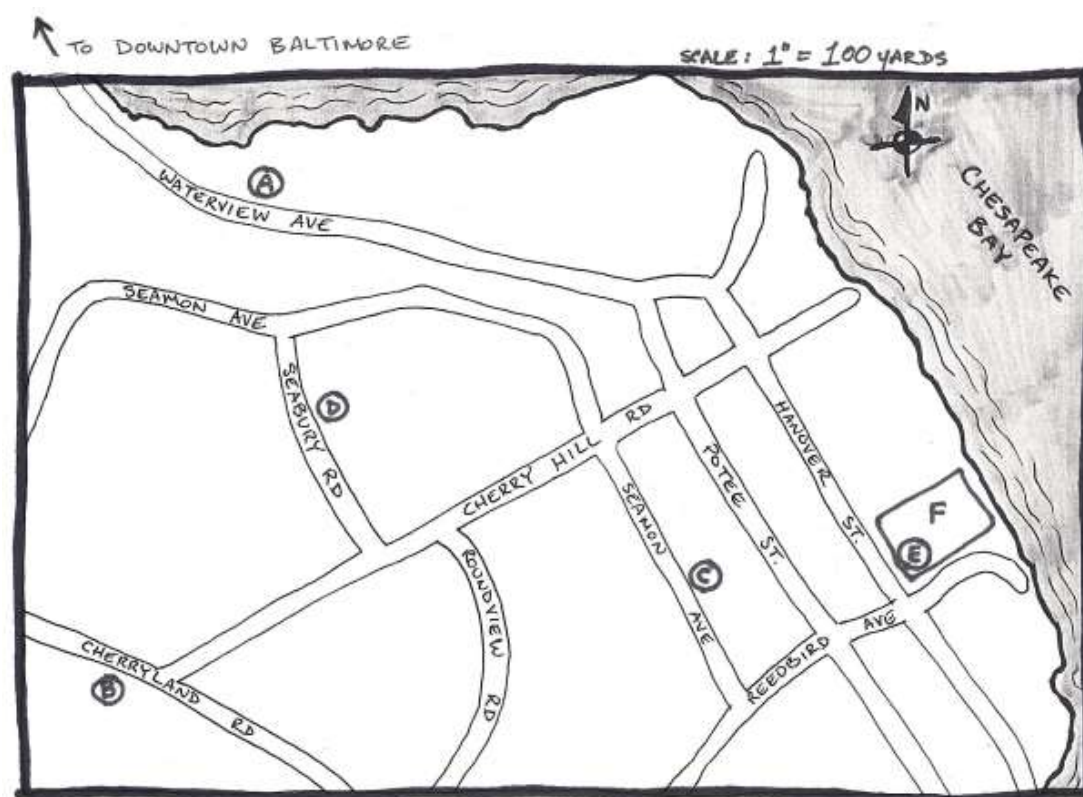 TO DOWNTOWN BALTIMORE
SCALE: 1" = 100 YARDS
N
CHESAPEAKE
BAY
A
WATERVIEW AVE
SEAMON AVE
SEABURY RD
D
CHERRY HILL RD
HANOVER ST.
POTEE ST.
SEAMON AVE
F
E
C
ROUNDVIEW RD
REEDBIRD AVE
CHERRYLAND RD
B